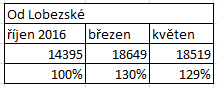 Od Lobezské
říjen 2016 březen květen
14395 18649 18519
100% 130% 129%